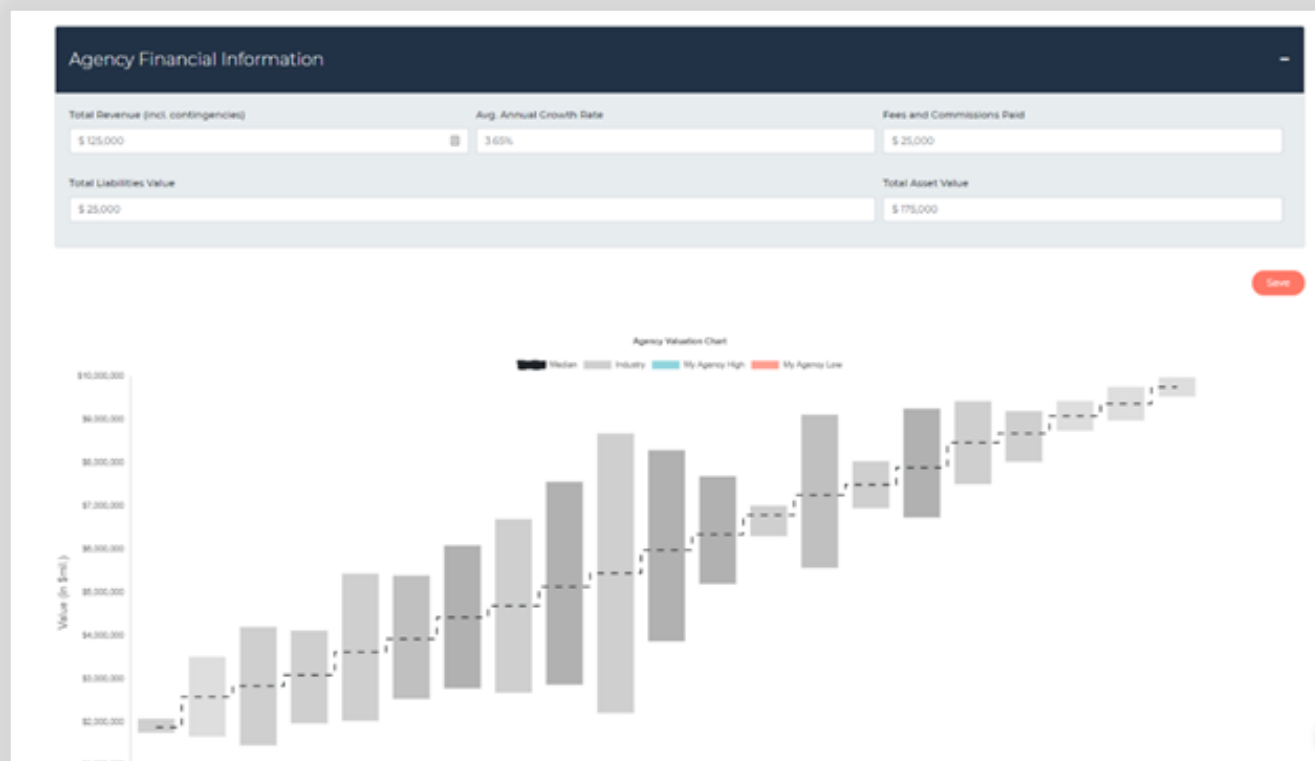 Agency Financial Information
Total Revenue (incl. contingencies) Avg. Annual Growth Rate Fees and Commissions Paid
$ 125,000 3.65% $ 25,000
Total Liabilities Value Total Asset Value
$ 25,000 $ 175,000
Save
Agency Valuation Chart
Median Industry My Agency High My Agency Low
$10,000,000
$9,000,000
$8,000,000
$7,000,000
$6,000,000
$5,000,000
$4,000,000
$3,000,000
$2,000,000
Value (in $mil.)